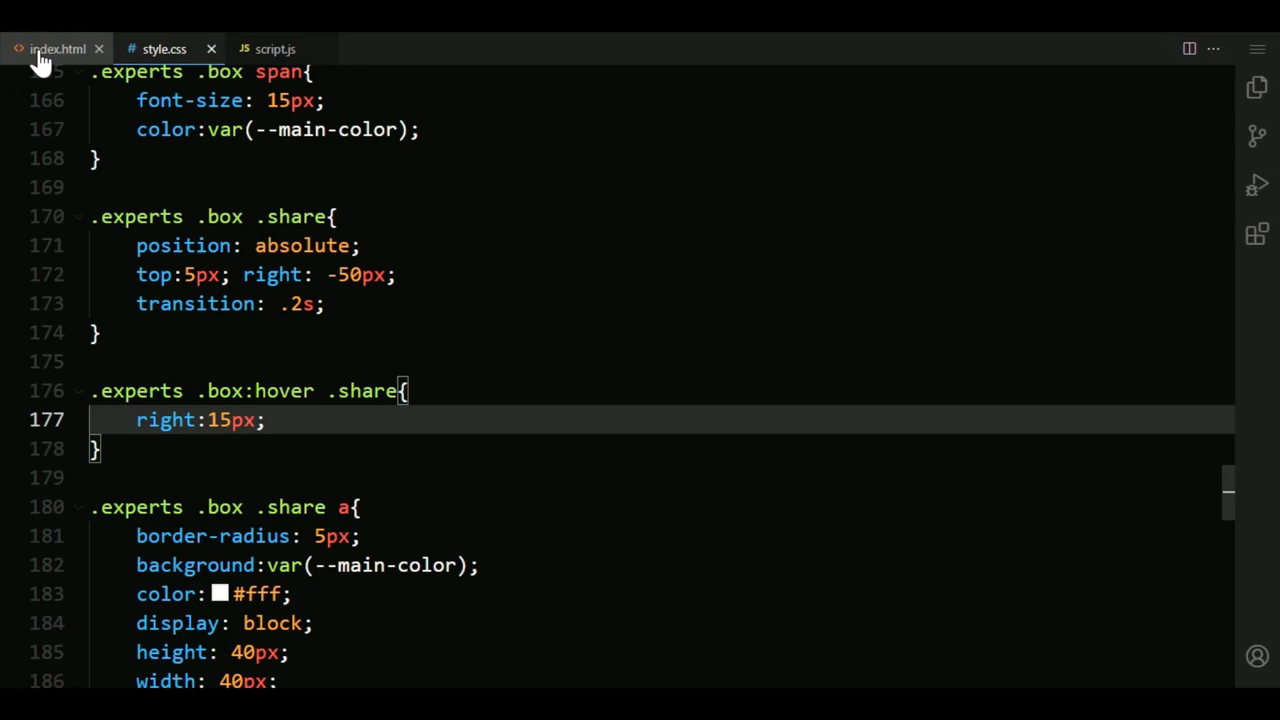 <> index.html × # style.css × JS script.js
165 .experts .box span{
166 font-size: 15px;
167 color:var(--main-color);
168 }
169
170 .experts .box .share{
171 position: absolute;
172 top:5px; right: -50px;
173 transition: .2s;
174 }
175
176 .experts .box:hover .share{
177 right:15px;
178 }
179
180 .experts .box .share a{
181 border-radius: 5px;
182 background:var(--main-color);
183 color:#fff;
184 display: block;
185 height: 40px;
186 width: 40px;